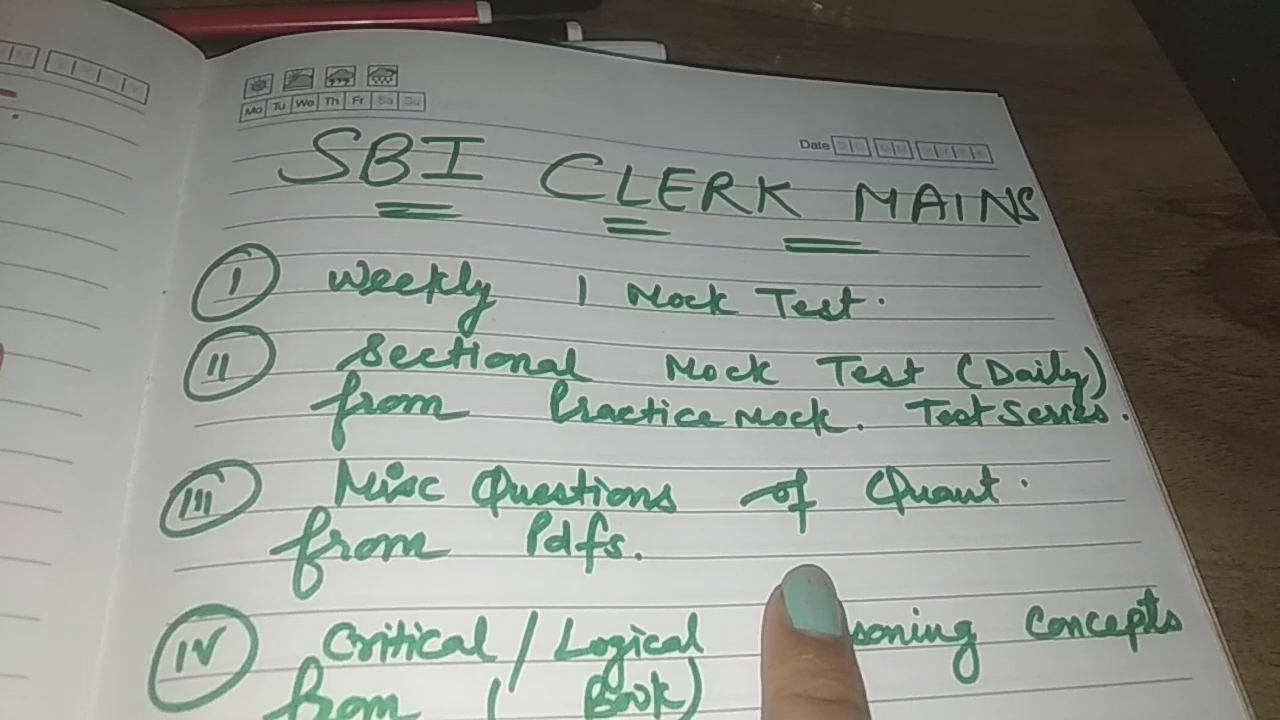 Mo Tu We Th Fr Sa Su
Date
SBI CLERK MAINS
I Weekly 1 Mock Test.
II Sectional Mock Test (Daily)
from Practice Mock. Test Series.
III Misc Questions of Quant.
from Pdfs.
IV Critical / Logical soning Concepts
from ( Book)